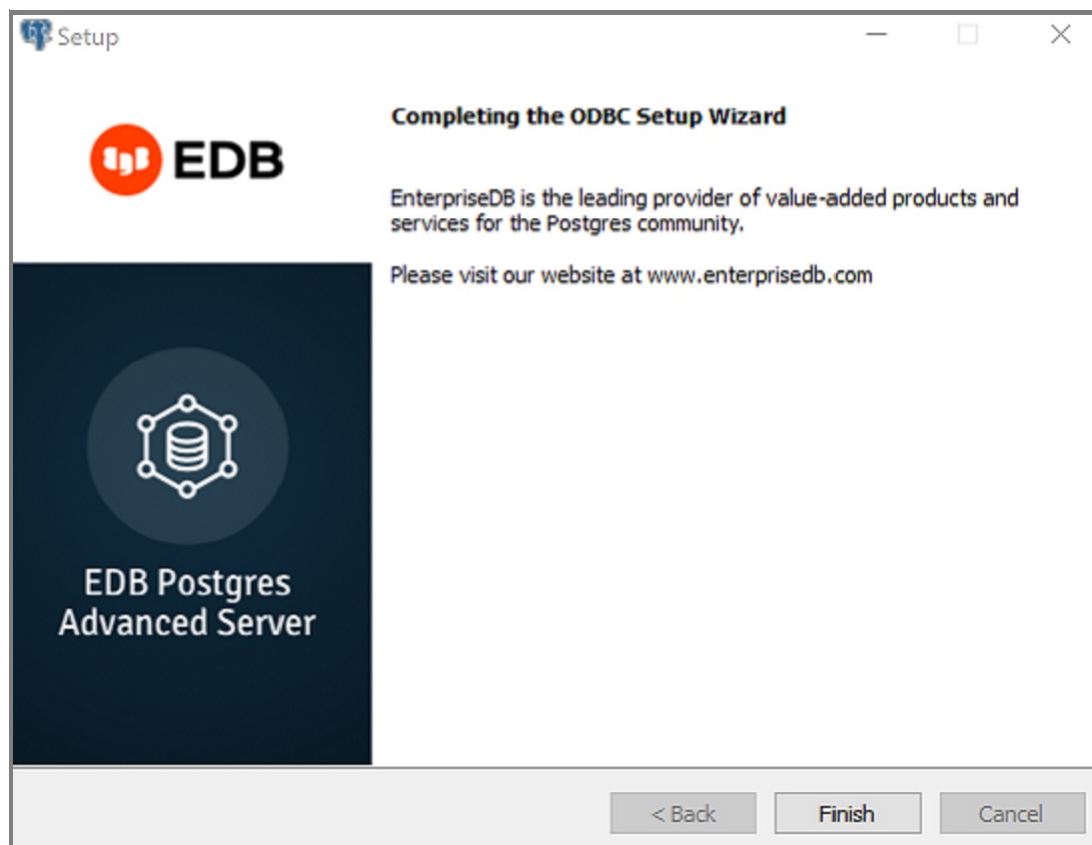 Setup
EDB
Completing the ODBC Setup Wizard
EnterpriseDB is the leading provider of value-added products and
services for the Postgres community.
Please visit our website at www.enterprisedb.com
EDB Postgres
Advanced Server
< Back
Finish
Cancel